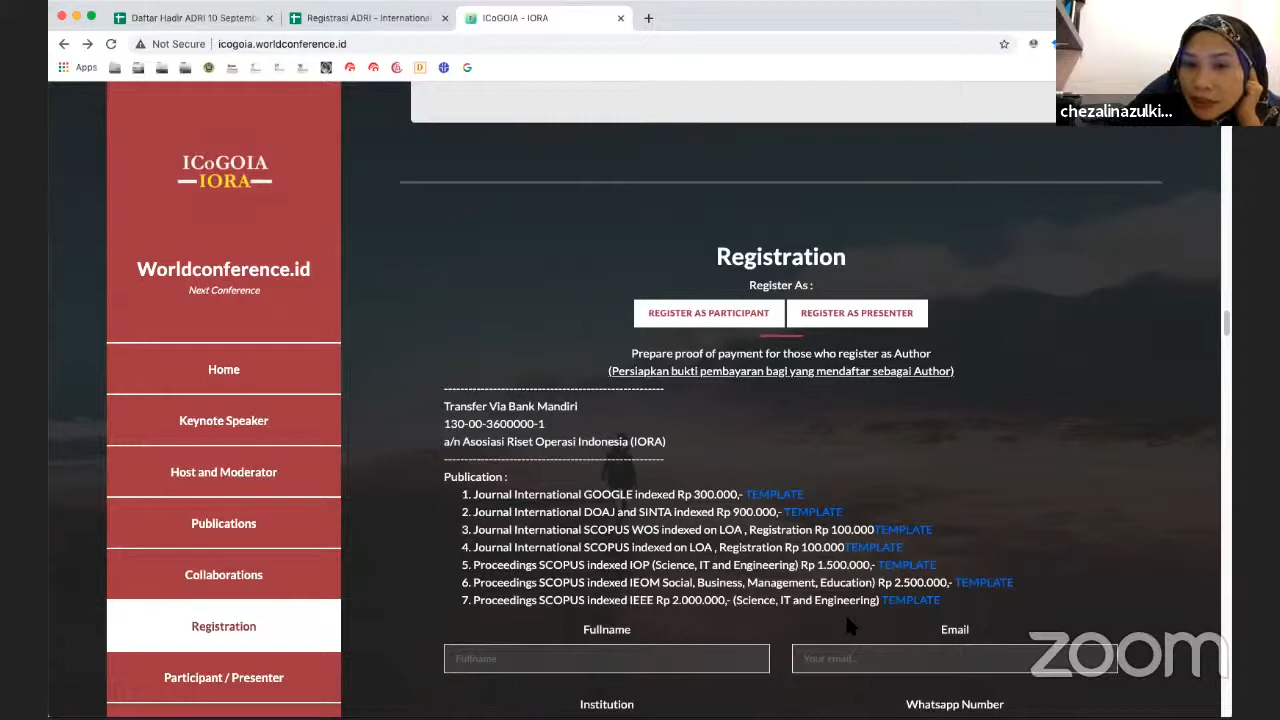 Daftar Hadir ADRI 10 Septemb
Registrasi ADRI - Internationa
ICoGOIA - IORA
Not Secure
icogoia.worldconference.id
Apps
chezalinazulki...
ICoGOIA
IORA
Worldconference.id
Next Conference
Home
Keynote Speaker
Host and Moderator
Publications
Collaborations
Registration
Participant / Presenter
Registration
Register As :
REGISTER AS PARTICIPANT
REGISTER AS PRESENTER
Prepare proof of payment for those who register as Author
(Persiapkan bukti pembayaran bagi yang mendaftar sebagai Author)
------------------------------------------------------
Transfer Via Bank Mandiri
130-00-3600000-1
a/n Asosiasi Riset Operasi Indonesia (IORA)
------------------------------------------------------
Publication :
1. Journal International GOOGLE indexed Rp 300.000,- TEMPLATE
2. Journal International DOAJ and SINTA indexed Rp 900.000,- TEMPLATE
3. Journal International SCOPUS WOS indexed on LOA , Registration Rp 100.000TEMPLATE
4. Journal International SCOPUS indexed on LOA , Registration Rp 100.000TEMPLATE
5. Proceedings SCOPUS indexed IOP (Science, IT and Engineering) Rp 1.500.000,- TEMPLATE
6. Proceedings SCOPUS indexed IEOM Social, Business, Management, Education) Rp 2.500.000,- TEMPLATE
7. Proceedings SCOPUS indexed IEEE Rp 2.000.000,- (Science, IT and Engineering) TEMPLATE
Fullname
Email
Fullname
Your email...
Institution
Whatsapp Number
zoom